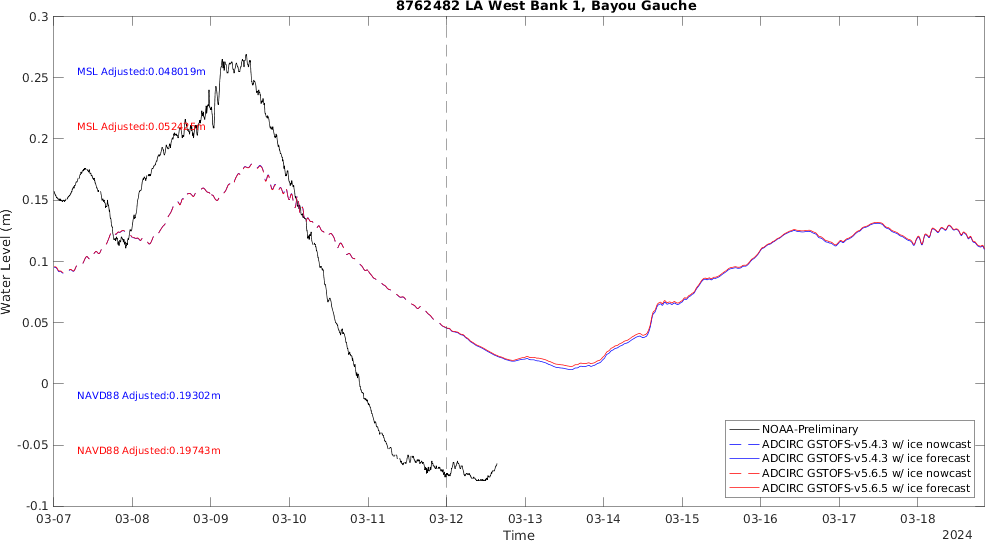 8762482 LA West Bank 1, Bayou Gauche
Water Level (m)
0.3
0.25
0.2
0.15
0.1
0.05
0
-0.05
-0.1
MSL Adjusted:0.048019m
MSL Adjusted:
NAVD88 Adjusted:0.19302m
NAVD88 Adjusted:0.19743m
NOAA-Preliminary
ADCIRC GSTOFS-v5.4.3 w/ ice nowcast
ADCIRC GSTOFS-v5.4.3 w/ ice forecast
ADCIRC GSTOFS-v5.6.5 w/ ice nowcast
ADCIRC GSTOFS-v5.6.5 w/ ice forecast
03-07 03-08 03-09 03-10 03-11 03-12 03-13 03-14 03-15 03-16 03-17 03-18
Time
2024